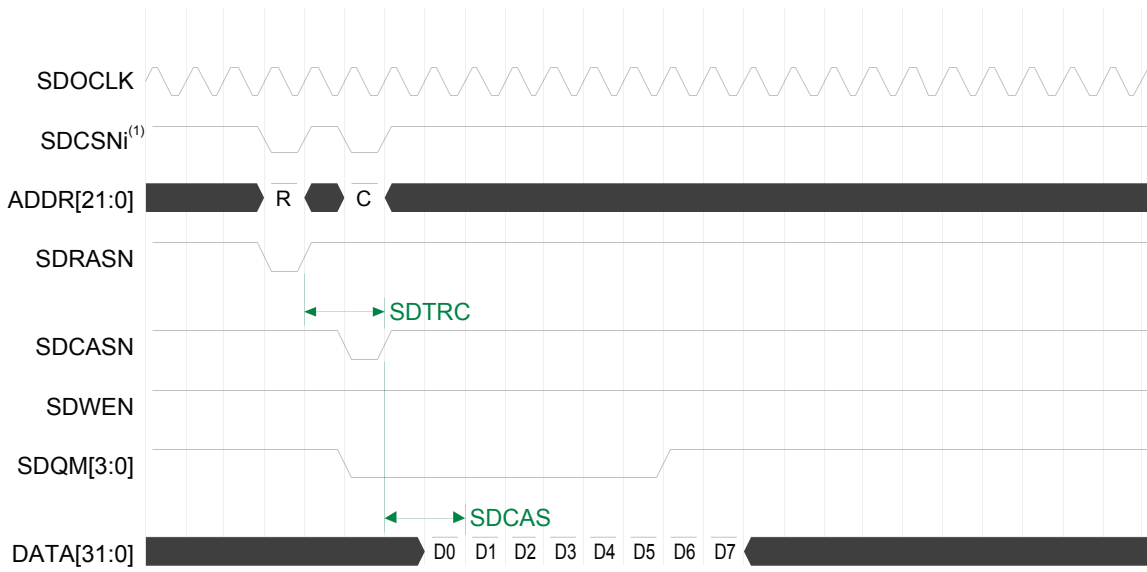 SDOCLK
SDCSNi(1)
ADDR[21:0] R C
SDRASN
SDTRC
SDCASN
SDWEN
SDQM[3:0]
SDCAS
DATA[31:0] D0 D1 D2 D3 D4 D5 D6 D7